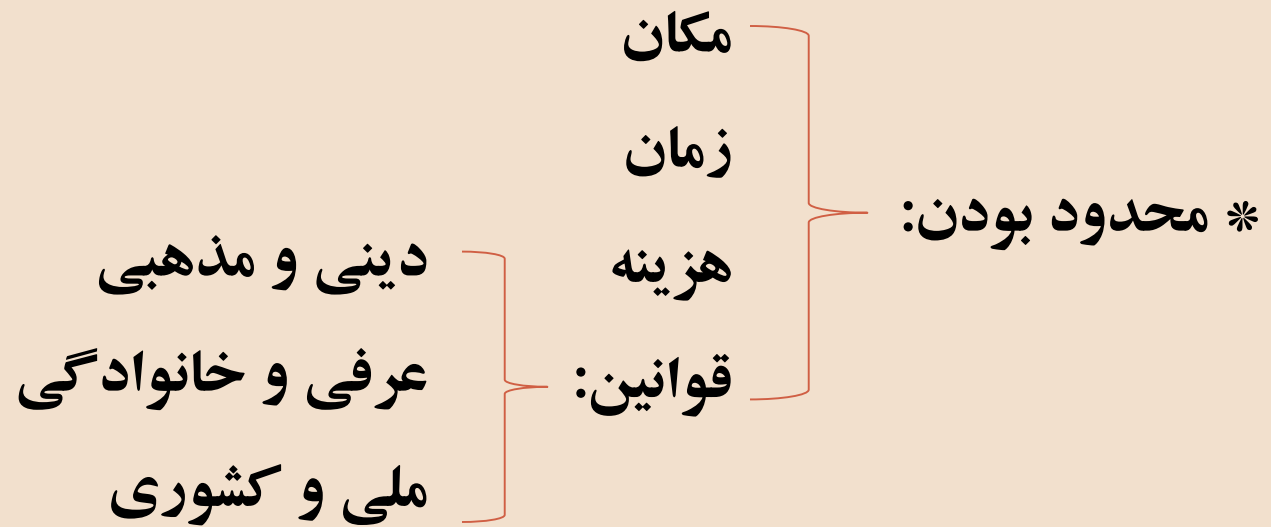 * محدود بودن:
مکان
زمان
هزینه
قوانین:
دینی و مذهبی
عرفی و خانوادگی
ملی و کشوری